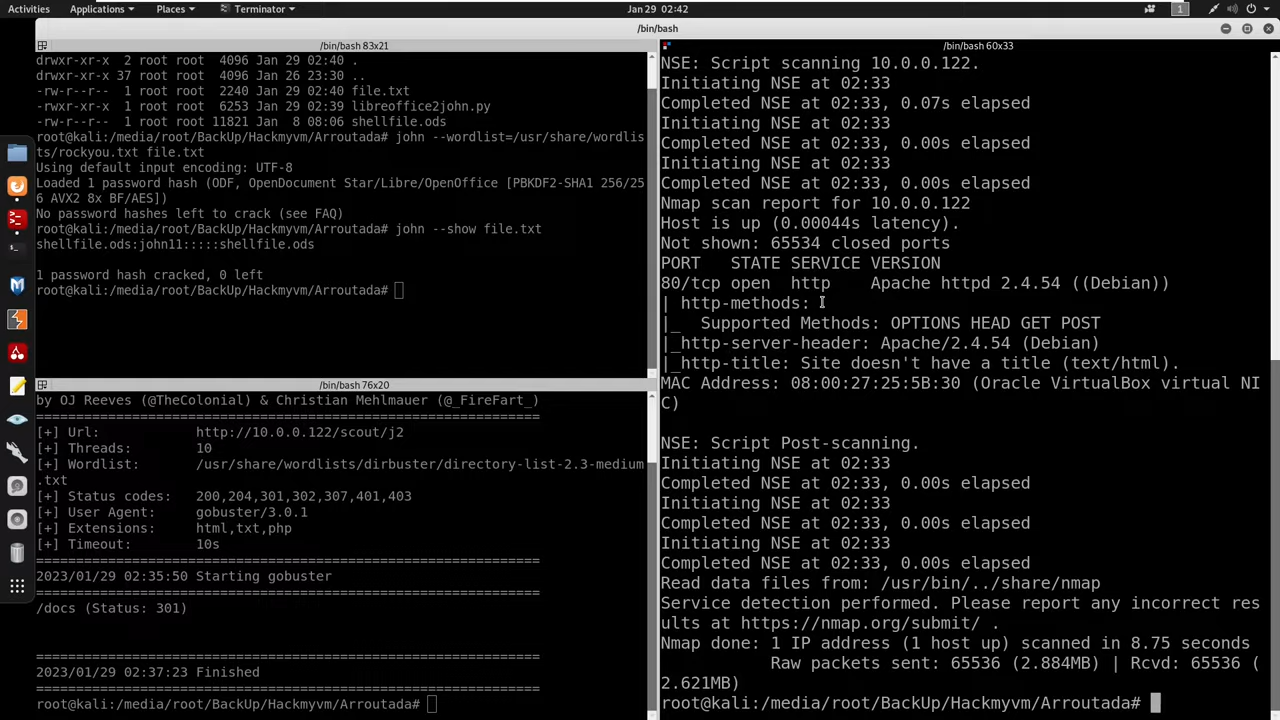 Activities Applications Places Terminator Jan 29 02:42 1
/bin/bash
/bin/bash 83x21
drwxr-xr-x  2 root root  4096 Jan 29 02:40 .
drwxr-xr-x 37 root root  4096 Jan 26 23:30 ..
-rw-r--r--  1 root root  2240 Jan 29 02:40 file.txt
-rwxr-xr-x  1 root root  6253 Jan 29 02:39 libreoffice2john.py
-rw-r--r--  1 root root 11821 Jan  8 08:06 shellfile.ods
root@kali:/media/root/BackUp/Hackmyvm/Arroutada# john --wordlist=/usr/share/wordlis
ts/rockyou.txt file.txt
Using default input encoding: UTF-8
Loaded 1 password hash (ODF, OpenDocument Star/Libre/OpenOffice [PBKDF2-SHA1 256/25
6 AVX2 8x BF/AES])
No password hashes left to crack (see FAQ)
root@kali:/media/root/BackUp/Hackmyvm/Arroutada# john --show file.txt
shellfile.ods:john11:::::shellfile.ods
1 password hash cracked, 0 left
root@kali:/media/root/BackUp/Hackmyvm/Arroutada#
/bin/bash 76x20
by OJ Reeves (@TheColonial) & Christian Mehlmauer (@_FireFart_)
===============================================================
[+] Url:            http://10.0.0.122/scout/j2
[+] Threads:        10
[+] Wordlist:       /usr/share/wordlists/dirbuster/directory-list-2.3-medium
.txt
[+] Status codes:   200,204,301,302,307,401,403
[+] User Agent:     gobuster/3.0.1
[+] Extensions:     html,txt,php
[+] Timeout:        10s
===============================================================
2023/01/29 02:35:50 Starting gobuster
===============================================================
/docs (Status: 301)
===============================================================
2023/01/29 02:37:23 Finished
===============================================================
root@kali:/media/root/BackUp/Hackmyvm/Arroutada#
/bin/bash 60x33
NSE: Script scanning 10.0.0.122.
Initiating NSE at 02:33
Completed NSE at 02:33, 0.07s elapsed
Initiating NSE at 02:33
Completed NSE at 02:33, 0.00s elapsed
Initiating NSE at 02:33
Completed NSE at 02:33, 0.00s elapsed
Nmap scan report for 10.0.0.122
Host is up (0.00044s latency).
Not shown: 65534 closed ports
PORT   STATE SERVICE VERSION
80/tcp open  http    Apache httpd 2.4.54 ((Debian))
| http-methods:
|_  Supported Methods: OPTIONS HEAD GET POST
|_http-server-header: Apache/2.4.54 (Debian)
|_http-title: Site doesn't have a title (text/html).
MAC Address: 08:00:27:25:5B:30 (Oracle VirtualBox virtual NI
C)
NSE: Script Post-scanning.
Initiating NSE at 02:33
Completed NSE at 02:33, 0.00s elapsed
Initiating NSE at 02:33
Completed NSE at 02:33, 0.00s elapsed
Initiating NSE at 02:33
Completed NSE at 02:33, 0.00s elapsed
Read data files from: /usr/bin/../share/nmap
Service detection performed. Please report any incorrect res
ults at https://nmap.org/submit/ .
Nmap done: 1 IP address (1 host up) scanned in 8.75 seconds
           Raw packets sent: 65536 (2.884MB) | Rcvd: 65536 (
2.621MB)
root@kali:/media/root/BackUp/Hackmyvm/Arroutada#